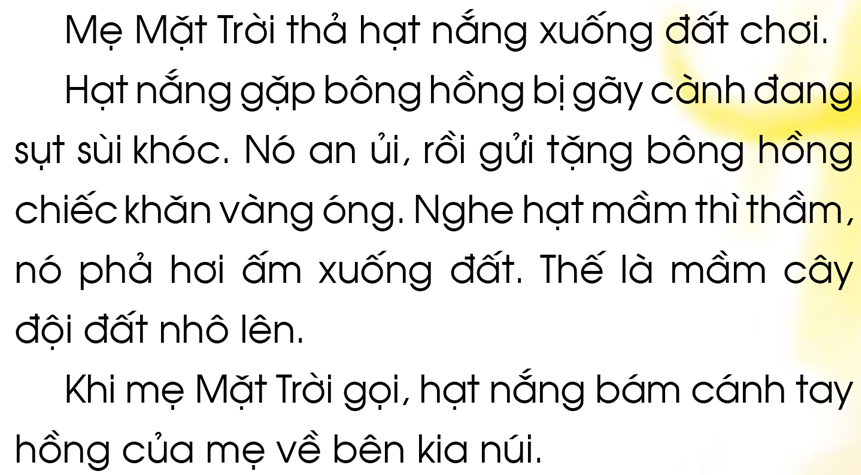 Mẹ Mặt Trời thả hạt nắng xuống đất chơi.
Hạt nắng gặp bông hồng bị gãy cành đang
sụt sùi khóc. Nó an ủi, rồi gửi tặng bông hồng
chiếc khăn vàng óng. Nghe hạt mầm thì thầm,
nó phả hơi ấm xuống đất. Thế là mầm cây
đội đất nhô lên.
Khi mẹ Mặt Trời gọi, hạt nắng bám cánh tay
hồng của mẹ về bên kia núi.